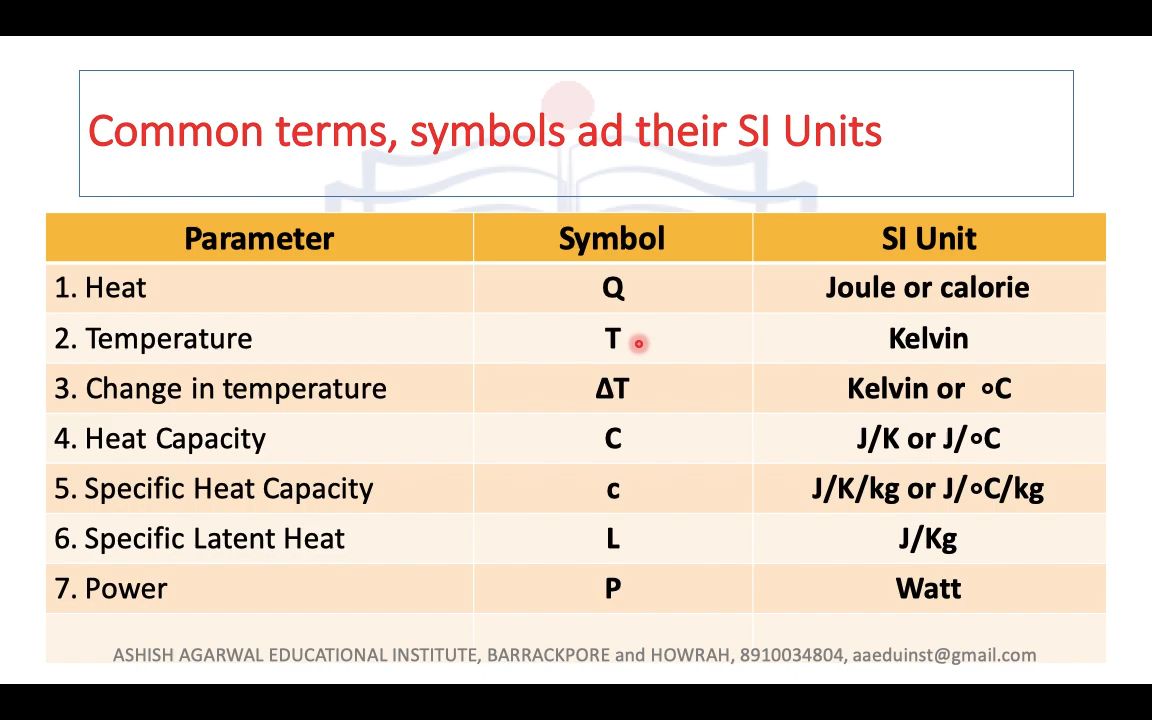 Common terms, symbols ad their SI Units
Parameter Symbol SI Unit
1. Heat Q Joule or calorie
2. Temperature T Kelvin
3. Change in temperature ΔT Kelvin or ∘C
4. Heat Capacity C J/K or J/∘C
5. Specific Heat Capacity c J/K/kg or J/∘C/kg
6. Specific Latent Heat L J/Kg
7. Power P Watt
ASHISH AGARWAL EDUCATIONAL INSTITUTE, BARRACKPORE and HOWRAH, 8910034804, aaeduinst@gmail.com